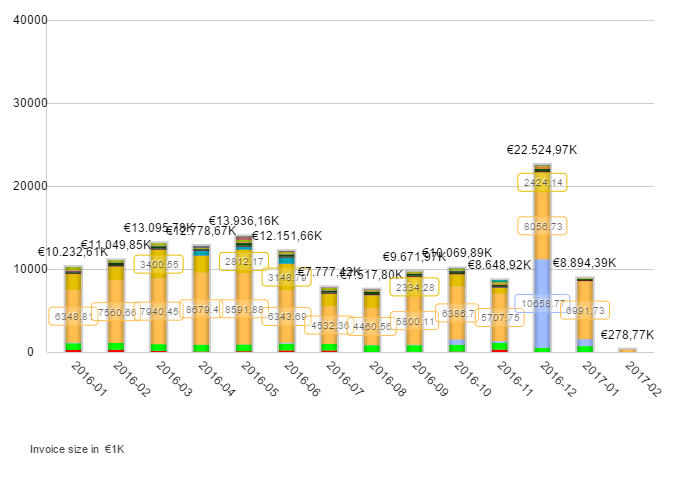 40000
30000
20000
10000
0
€10.232,61K
€11.049,85K
€13.095,78K
€12.778,67K
€13.936,16K
€12.151,66K
€7.777,42K
€7.517,80K
€9.671,97K
€10.069,89K
€8.648,92K
€22.524,97K
€8.894,39K
€278,77K
3400.55
2812.17
3148.79
2334.28
2424.14
6348.81
7560.66
7940.45
8679.4
8591.88
6343.69
4532.36
4460.56
5800.11
6386.7
5707.75
8056.73
10658.77
6991.73
2016-01
2016-02
2016-03
2016-04
2016-05
2016-06
2016-07
2016-08
2016-09
2016-10
2016-11
2016-12
2017-01
2017-02
Invoice size in €1K